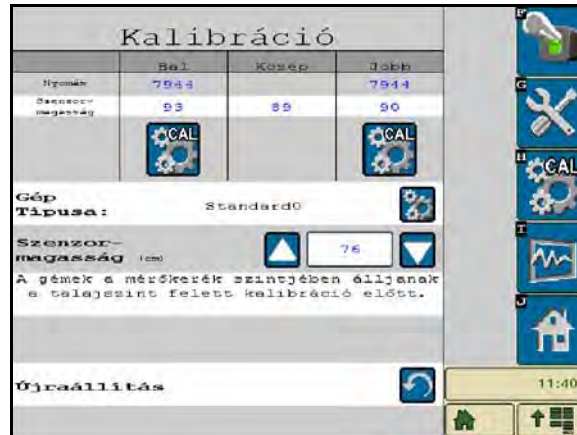 Kalibráció
Bal Közép Jobb
Nyomás 7944 7944
Szenzor-
magasság 93 89 90
CAL CAL
Gép
Típusa: Standard0
Szenzor-
magasság (cm) 76
A gémek a mérőkerék szintjében álljanak
a talajszint felett kalibráció előtt.
Újraállítás
F
G
H
CAL
I
J
11:40